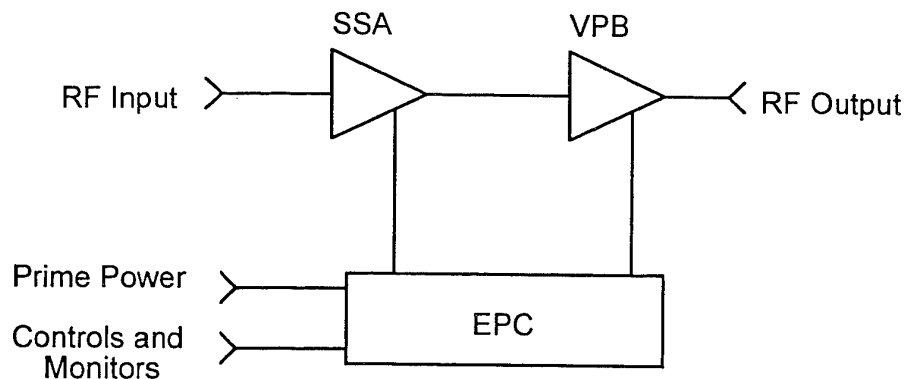 SSA
VPB
RF Input
RF Output
Prime Power
Controls and
Monitors
EPC